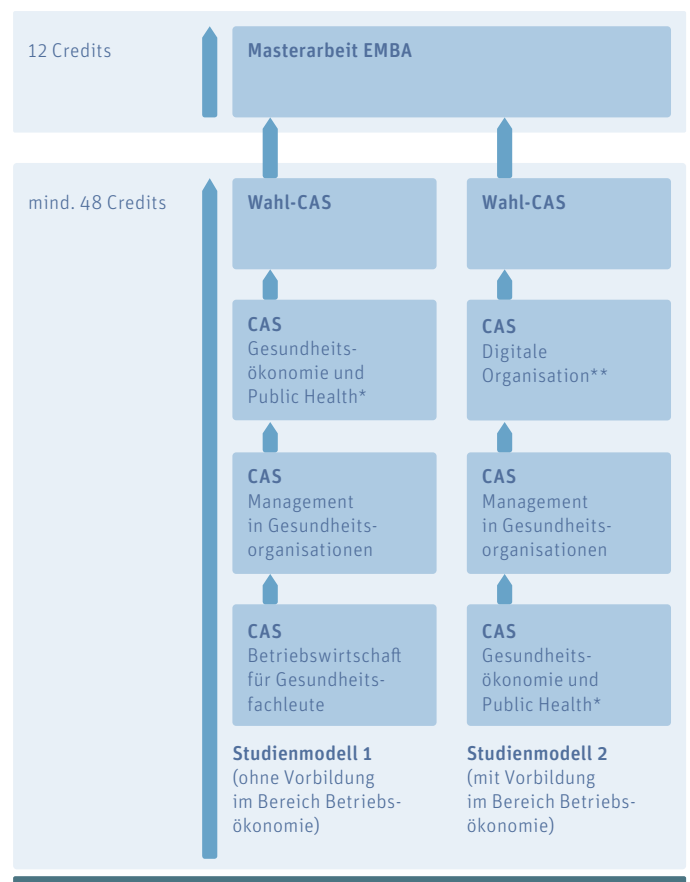 12 Credits
Masterarbeit EMBA
mind. 48 Credits
Wahl-CAS
CAS
Gesundheits-
ökonomie und
Public Health*
CAS
Management
in Gesundheits-
organisationen
CAS
Betriebswirtschaft
für Gesundheits-
fachleute
Studienmodell 1
(ohne Vorbildung
im Bereich Betriebs-
ökonomie)
Wahl-CAS
CAS
Digitale
Organisation**
CAS
Management
in Gesundheits-
organisationen
CAS
Gesundheits-
ökonomie und
Public Health*
Studienmodell 2
(mit Vorbildung
im Bereich Betriebs-
ökonomie)